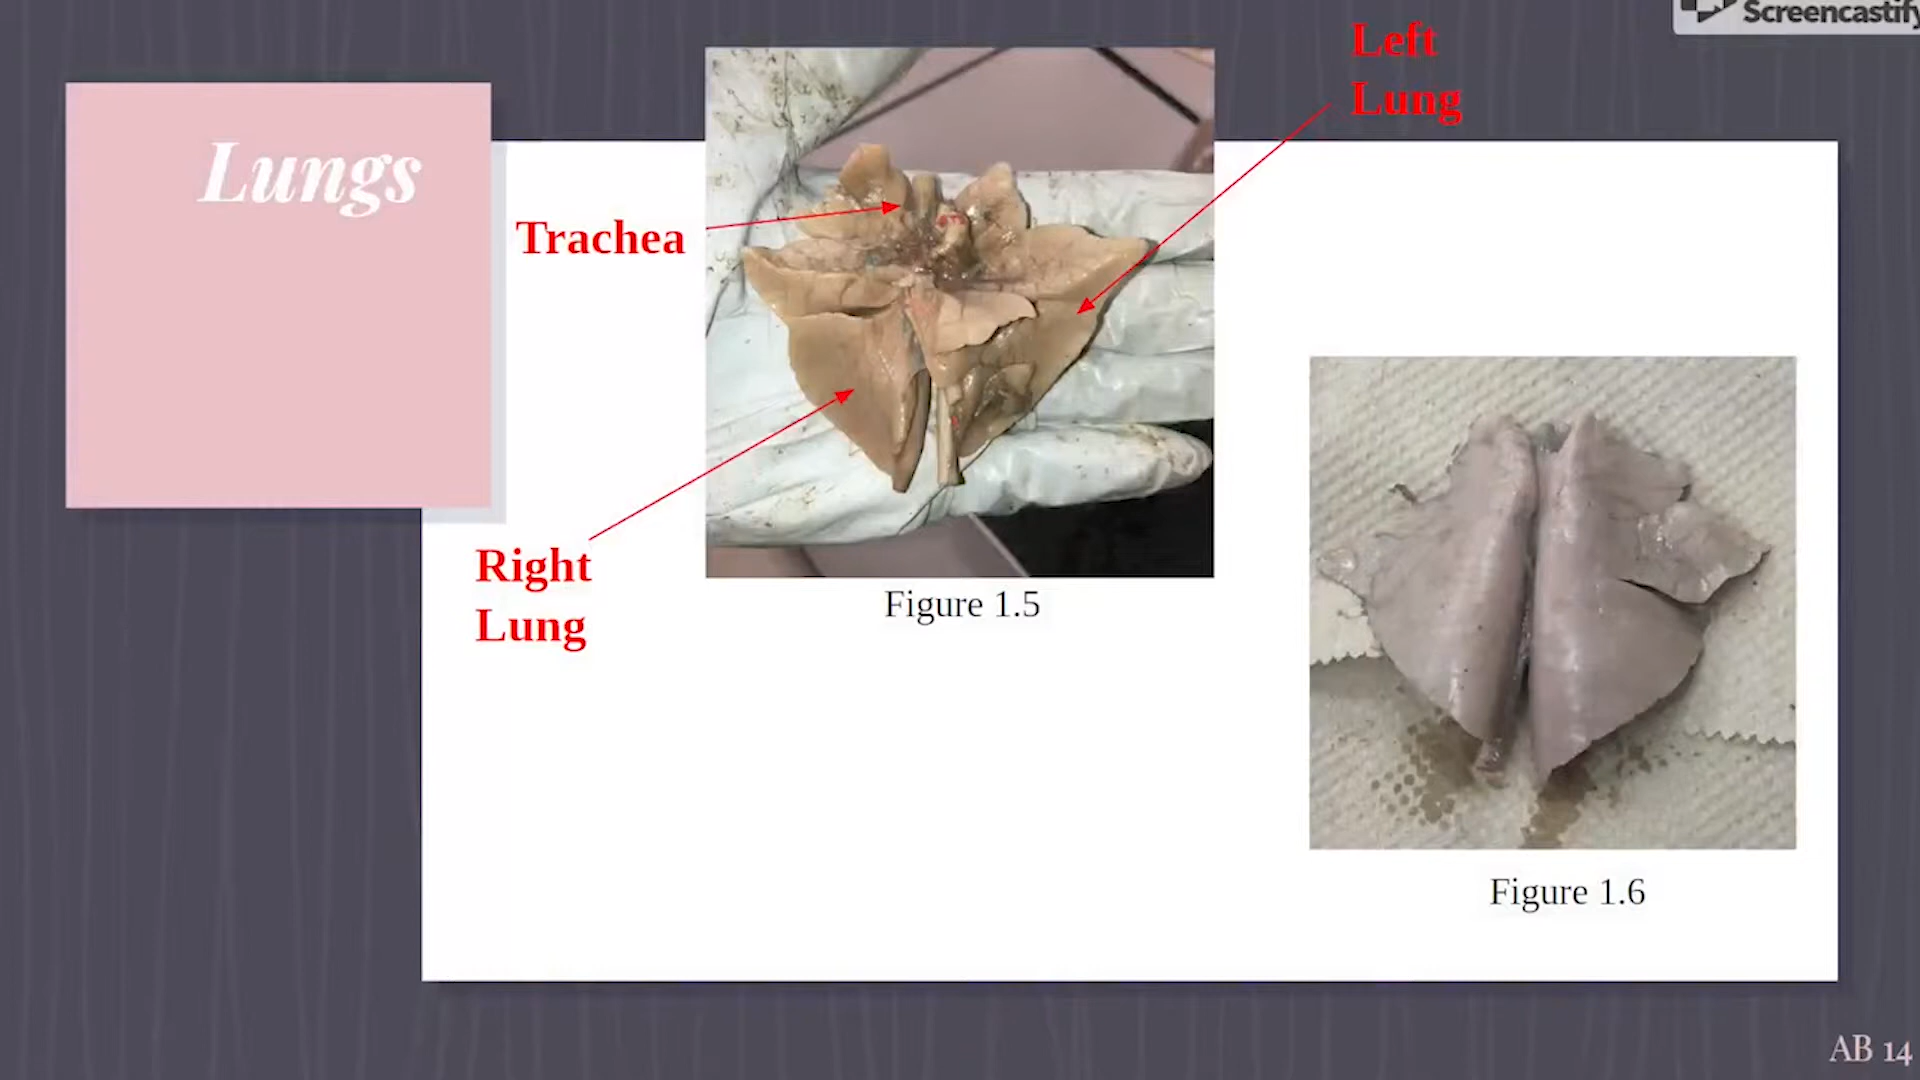 Screencastify
Left
Lung
Lungs
Trachea
Right
Lung
Figure 1.5
Figure 1.6
AB 14